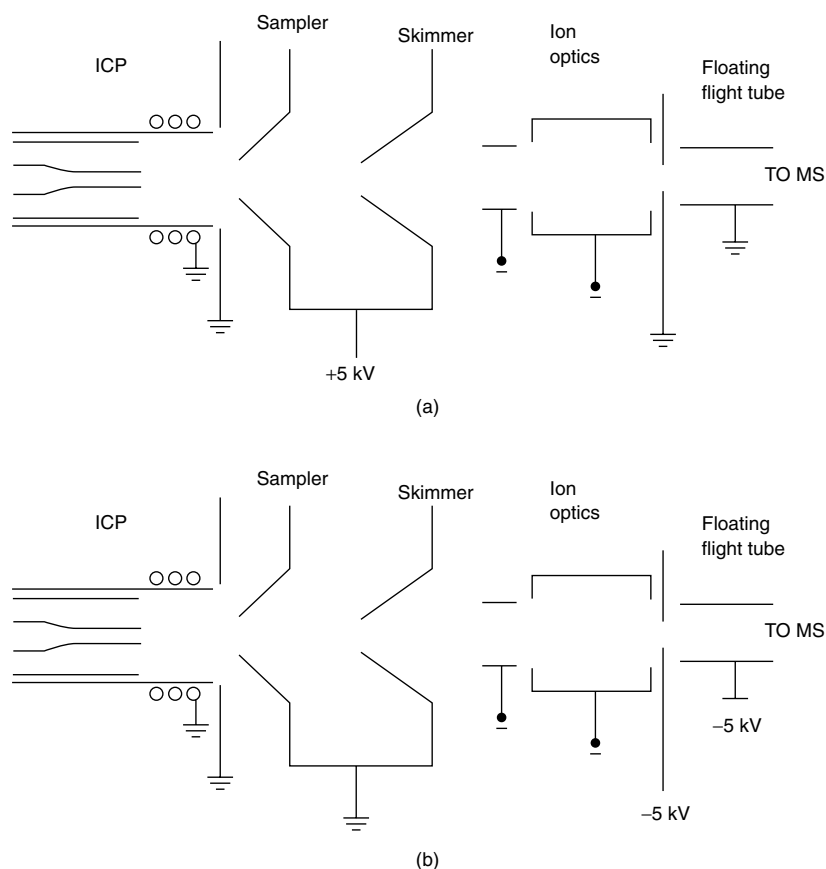 Sampler
Skimmer
Ion
optics
ICP
Floating
flight tube
TO MS
+5 kV
(a)
Sampler
Skimmer
Ion
optics
ICP
Floating
flight tube
TO MS
−5 kV
−5 kV
(b)